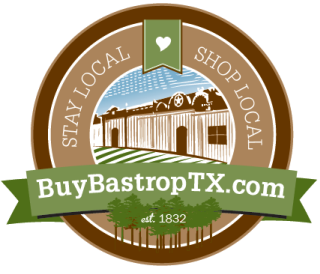 STAY LOCAL
SHOP LOCAL
BuyBastropTX.com
est. 1832